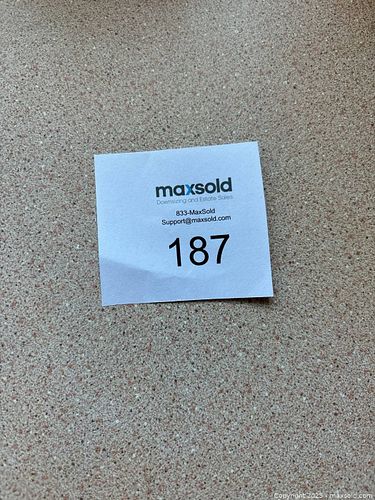 maxsold
Downsizing and Estate Sales
833-MaxSold
Support@maxsold.com
187
Copyright 2023 - maxsold.com